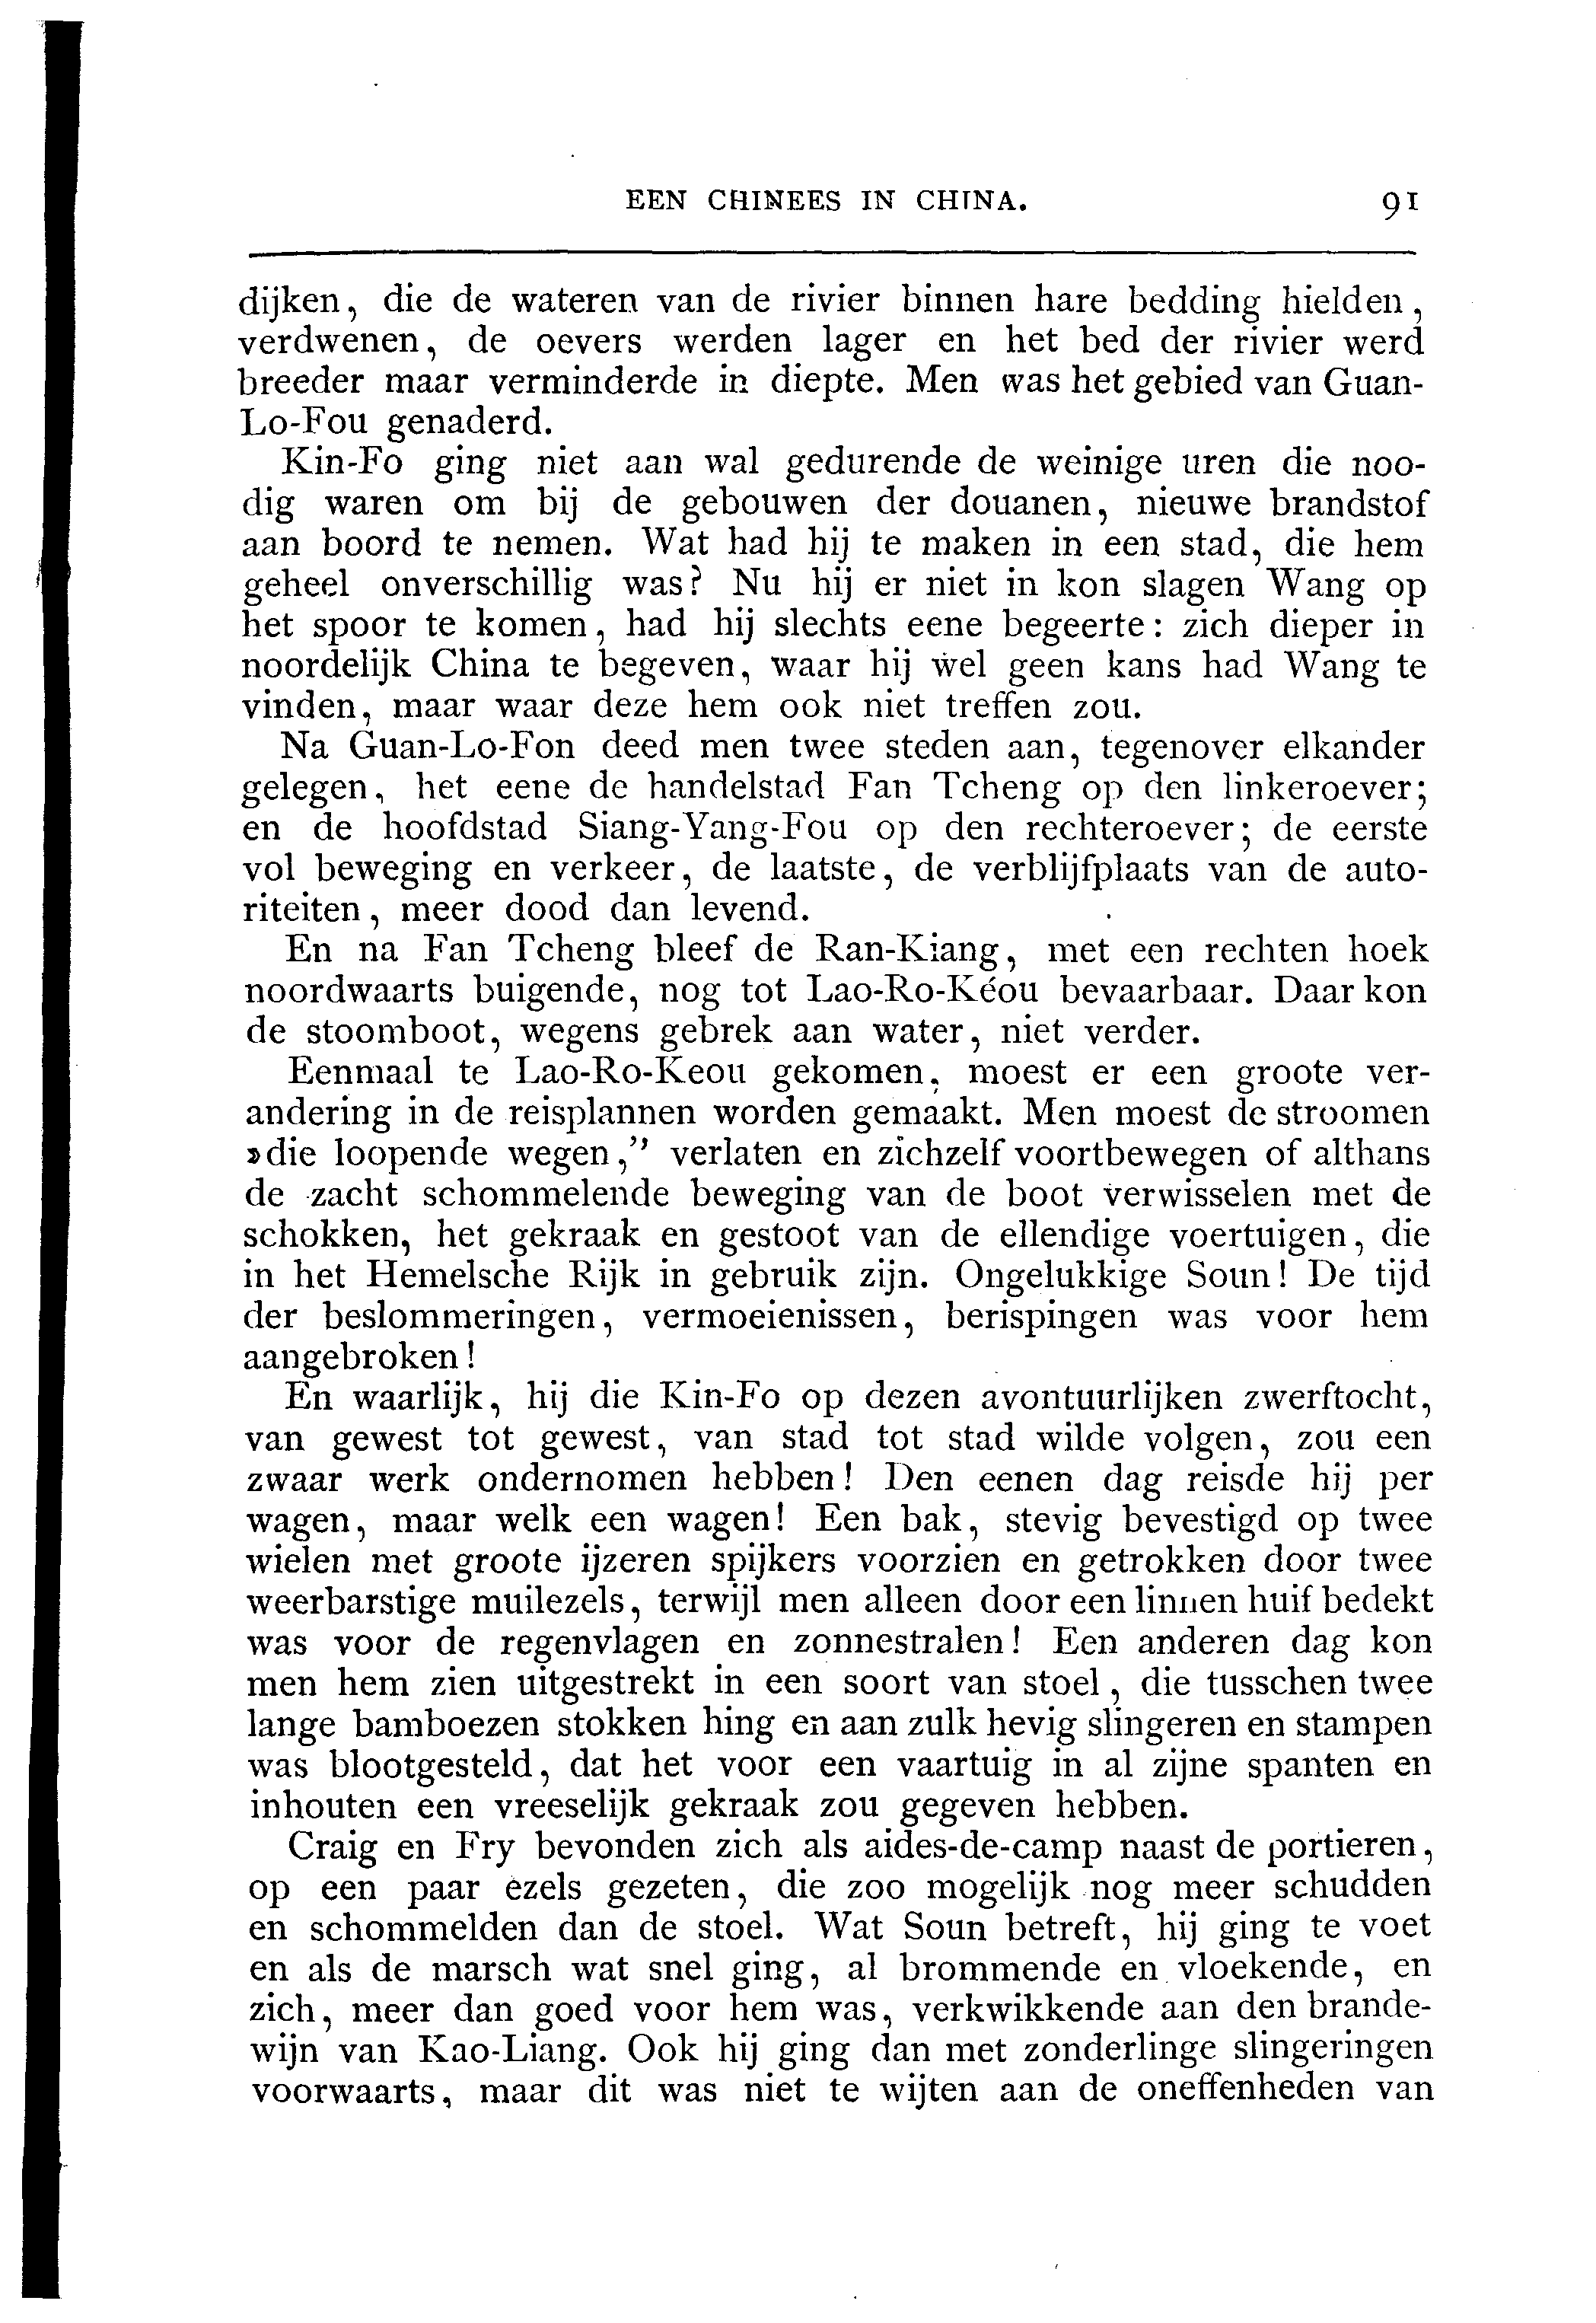 EEN CHINEES IN CHINA. 91
dijken, die de wateren van de rivier binnen hare bedding hielden,
verdwenen, de oevers werden lager en het bed der rivier werd
breeder maar verminderde in diepte. Men was het gebied van Guan-
Lo-Fou genaderd.
Kin-Fo ging niet aan wal gedurende de weinige uren die noo-
dig waren om bij de gebouwen der douanen, nieuwe brandstof
aan boord te nemen. Wat had hij te maken in een stad, die hem
geheel onverschillig was? Nu hij er niet in kon slagen Wang op
het spoor te komen, had hij slechts eene begeerte: zich dieper in
noordelijk China te begeven, waar hij wel geen kans had Wang te
vinden, maar waar deze hem ook niet treffen zou.
Na Guan-Lo-Fon deed men twee steden aan, tegenover elkander
gelegen, het eene de handelstad Fan Tcheng op den linkeroever;
en de hoofdstad Siang-Yang-Fou op den rechteroever; de eerste
vol beweging en verkeer, de laatste, de verblijfplaats van de auto-
riteiten, meer dood dan levend.
En na Fan Tcheng bleef de Ran-Kiang, met een rechten hoek
noordwaarts buigende, nog tot Lao-Ro-Kéou bevaarbaar. Daar kon
de stoomboot, wegens gebrek aan water, niet verder.
Eenmaal te Lao-Ro-Keou gekomen, moest er een groote ver-
andering in de reisplannen worden gemaakt. Men moest de stroomen
»die loopende wegen,” verlaten en zichzelf voortbewegen of althans
de zacht schommelende beweging van de boot verwisselen met de
schokken, het gekraak en gestoot van de ellendige voertuigen, die
in het Hemelsche Rijk in gebruik zijn. Ongelukkige Soun! De tijd
der beslommeringen, vermoeienissen, berispingen was voor hem
aangebroken!
En waarlijk, hij die Kin-Fo op dezen avontuurlijken zwerftocht,
van gewest tot gewest, van stad tot stad wilde volgen, zou een
zwaar werk ondernomen hebben! Den eenen dag reisde hij per
wagen, maar welk een wagen! Een bak, stevig bevestigd op twee
wielen met groote ijzeren spijkers voorzien en getrokken door twee
weerbarstige muilezels, terwijl men alleen door een linnen huif bedekt
was voor de regenvlagen en zonnestralen! Een anderen dag kon
men hem zien uitgestrekt in een soort van stoel, die tusschen twee
lange bamboezen stokken hing en aan zulk hevig slingeren en stampen
was blootgesteld, dat het voor een vaartuig in al zijne spanten en
inhouten een vreeselijk gekraak zou gegeven hebben.
Craig en Fry bevonden zich als aides-de-camp naast de portieren,
op een paar ezels gezeten, die zoo mogelijk nog meer schudden
en schommelden dan de stoel. Wat Soun betreft, hij ging te voet
en als de marsch wat snel ging, al brommende en vloekende, en
zich, meer dan goed voor hem was, verkwikkende aan den brande-
wijn van Kao-Liang. Ook hij ging dan met zonderlinge slingeringen
voorwaarts, maar dit was niet te wijten aan de oneffenheden van